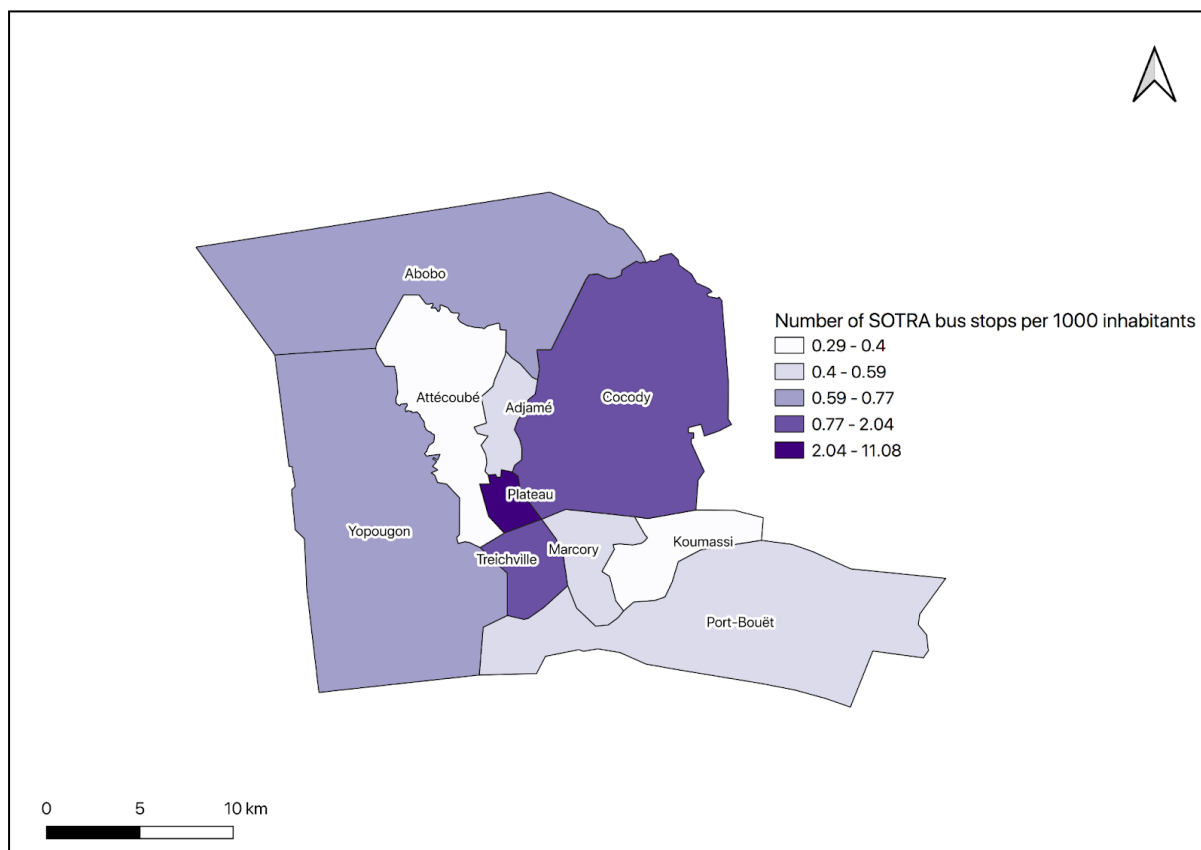 Abobo
Number of SOTRA bus stops per 1000 inhabitants
0.29 - 0.4
0.4 - 0.59
0.59 - 0.77
0.77 - 2.04
2.04 - 11.08
Attécoubé
Adjamé
Cocody
Plateau
Yopougon
Treichville
Marcory
Koumassi
Port-Bouët
0 5 10 km